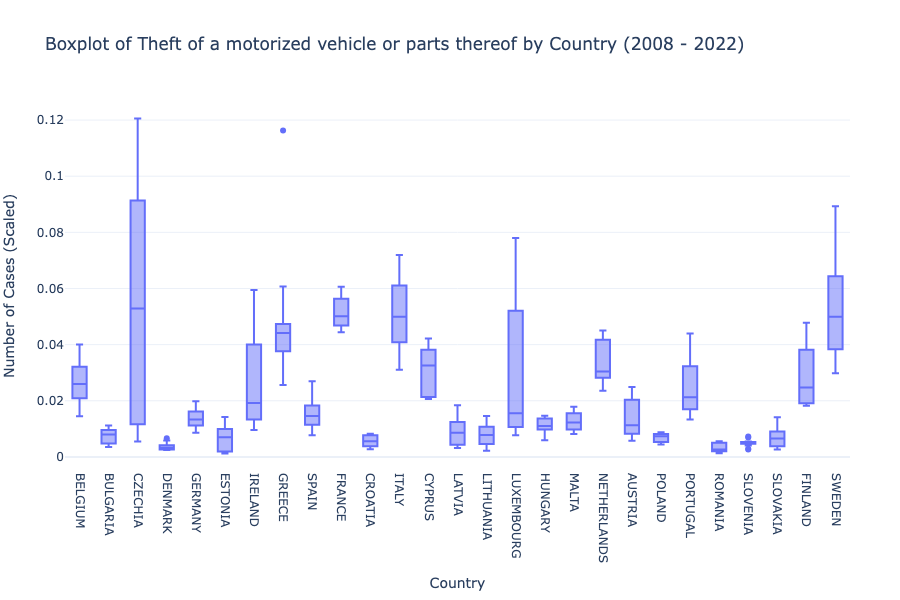 Boxplot of Theft of a motorized vehicle or parts thereof by Country (2008 - 2022)
Number of Cases (Scaled)
0.12
0.1
0.08
0.06
0.04
0.02
0
BELGIUM
BULGARIA
CZECHIA
DENMARK
GERMANY
ESTONIA
IRELAND
GREECE
SPAIN
FRANCE
CROATIA
ITALY
CYPRUS
LATVIA
LITHUANIA
LUXEMBOURG
HUNGARY
MALTA
NETHERLANDS
AUSTRIA
POLAND
PORTUGAL
ROMANIA
SLOVENIA
SLOVAKIA
FINLAND
SWEDEN
Country